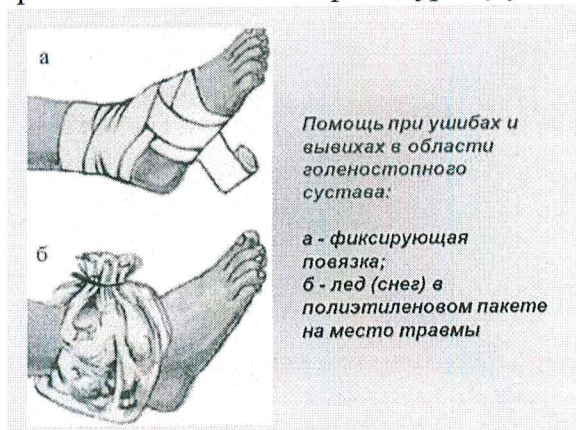 а
Помощь при ушибах и
вывихах в области
голеностопного
сустава:
а - фиксирующая
повязка;
б - лед (снег) в
полиэтиленовом пакете
на место травмы
б